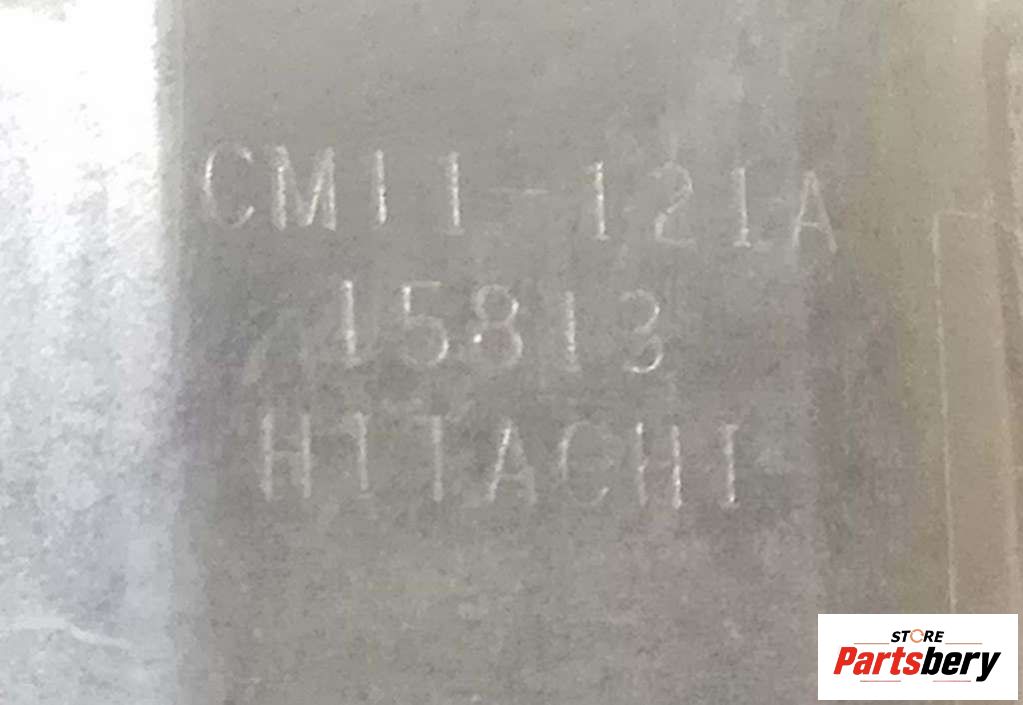 CM11-121A
15813
HITACHI
STORE
Partsbery